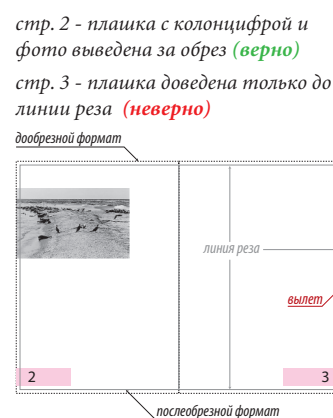 стр. 2 - плашка с колонцифрой и
фото выведена за обрез (верно)
стр. 3 - плашка доведена только до
линии реза (неверно)
дообрезной формат
линия реза
вылет
2
3
послеобрезной формат